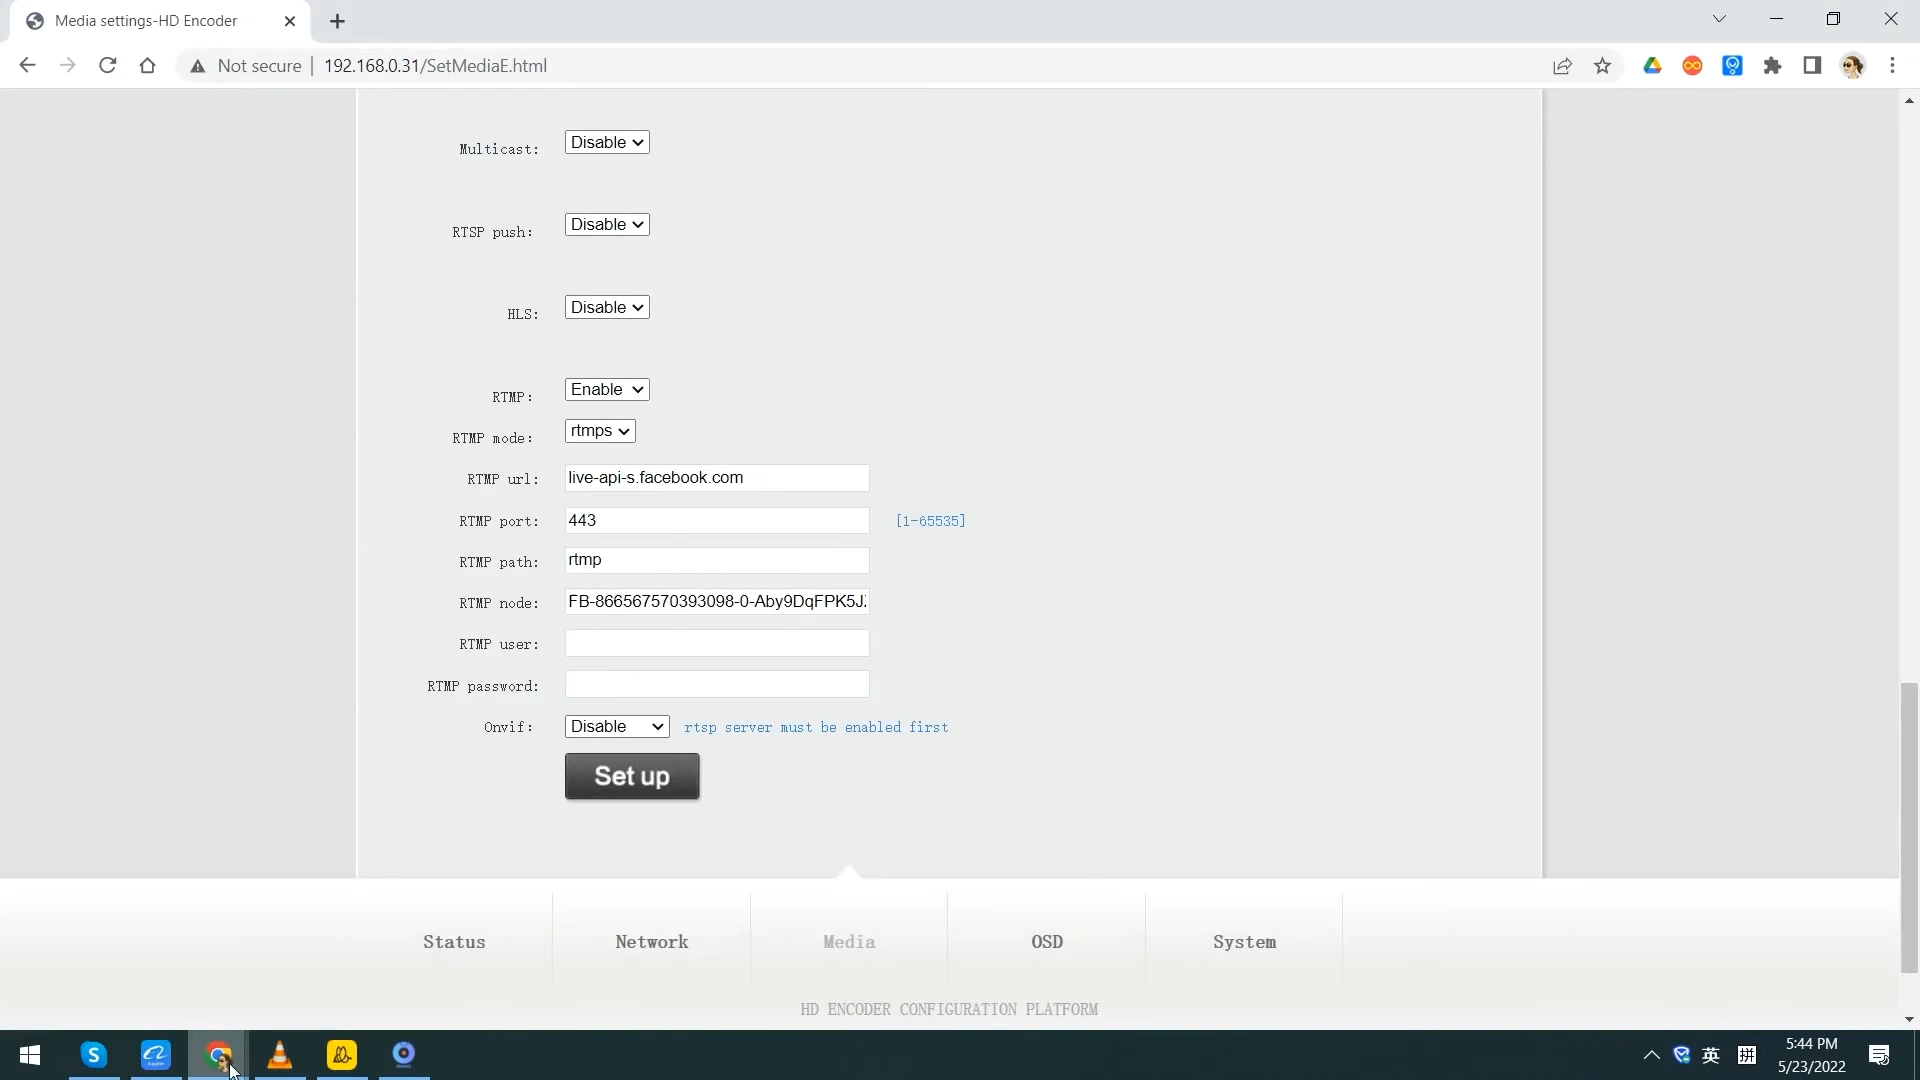 Media settings-HD Encoder
Not secure | 192.168.0.31/SetMediaE.html
Multicast: Disable
RTSP push: Disable
HLS: Disable
RTMP: Enable
RTMP mode: rtmps
RTMP url: live-api-s.facebook.com
RTMP port: 443 [1-65535]
RTMP path: rtmp
RTMP node: FB-866567570393098-0-Aby9DqFPK5J
RTMP user:
RTMP password:
Onvif: Disable rtsp server must be enabled first
Set up
Status Network Media OSD System
HD ENCODER CONFIGURATION PLATFORM
英 拼 5:44 PM
5/23/2022